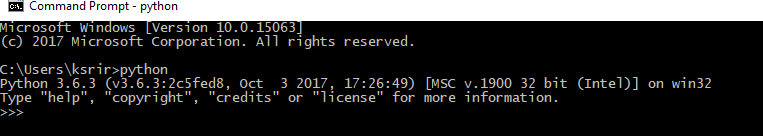 Command Prompt - python
Microsoft Windows [Version 10.0.15063]
(c) 2017 Microsoft Corporation. All rights reserved.
C:\Users\ksrir>python
Python 3.6.3 (v3.6.3:2c5fed8, Oct  3 2017, 17:26:49) [MSC v.1900 32 bit (Intel)] on win32
Type "help", "copyright", "credits" or "license" for more information.
>>>